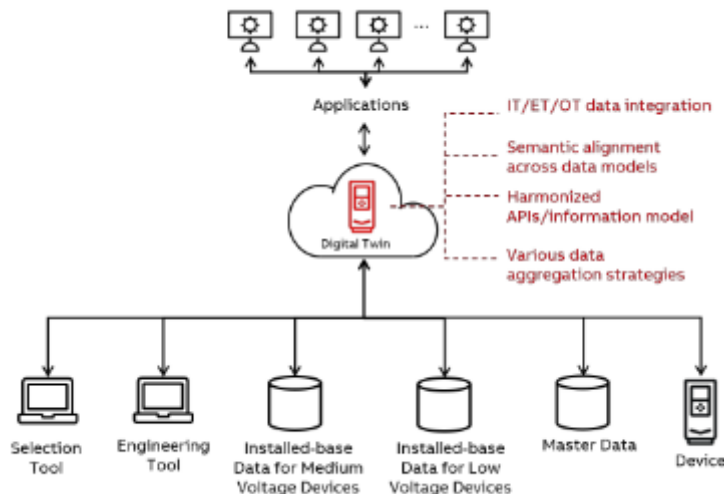 ...
Applications
IT/ET/OT data integration
Semantic alignment
across data models
Harmonized
APIs/information model
Various data
aggregation strategies
Digital Twin
Selection
Tool
Engineering
Tool
Installed-base
Data for Medium
Voltage Devices
Installed-base
Data for Low
Voltage Devices
Master Data
Device